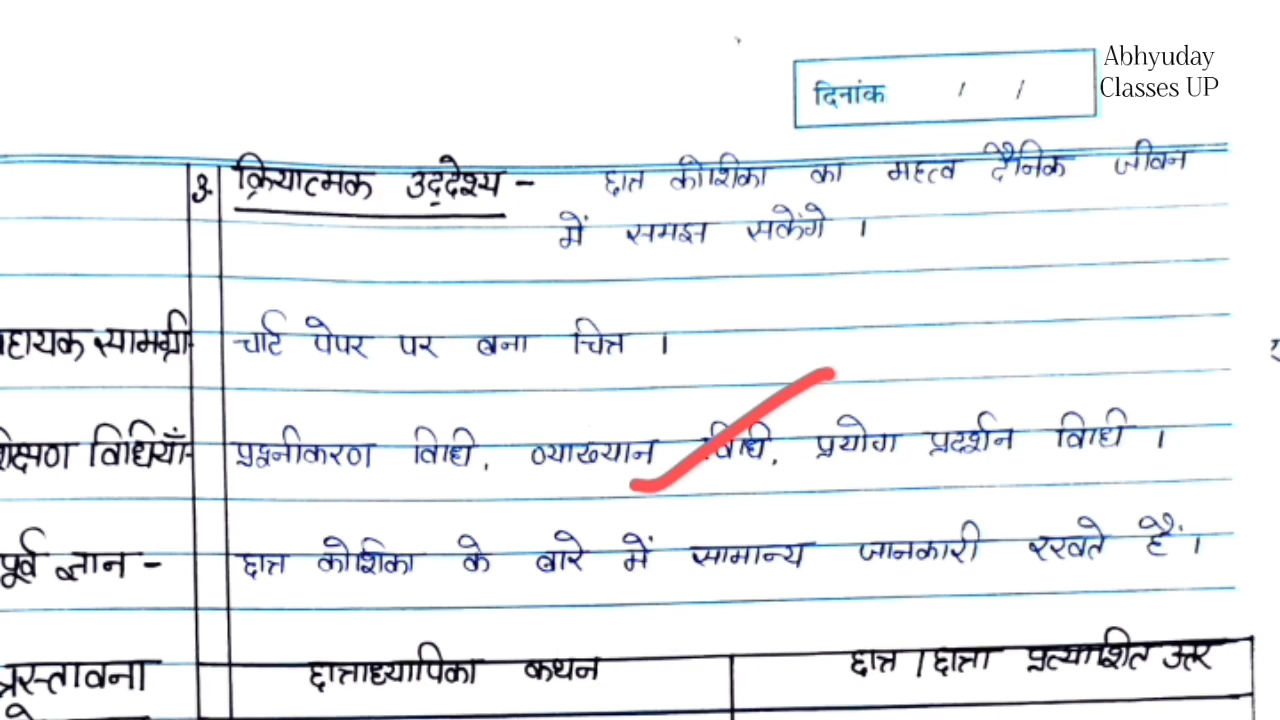 Abhyuday
Classes UP
दिनांक / /
3. क्रियात्मक उद्देश्य - छात्र कोशिका का महत्व दैनिक जीवन
में समझ सकेंगे ।
हायक सामग्री- चार्ट पेपर पर बना चित्र ।
शिक्षण विधियाँ- प्रश्नीकरण विधि, व्याख्यान विधि, प्रयोग प्रदर्शन विधि ।
पूर्व ज्ञान - छात्र कोशिका के बारे में सामान्य जानकारी रखते हैं ।
प्रस्तावना छात्राध्यापिका कथन छात्र / छात्रा प्रत्याशित उत्तर